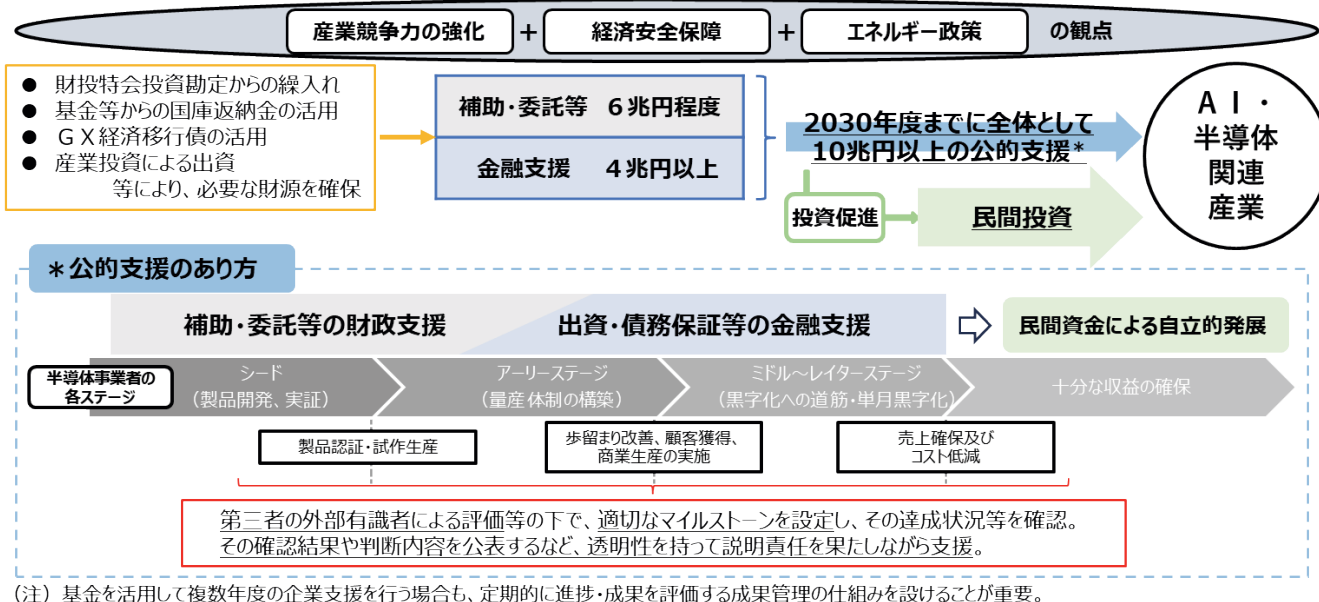 産業競争力の強化 + 経済安全保障 + エネルギー政策 の観点
● 財投特会投資勘定からの繰入れ
● 基金等からの国庫返納金の活用
● GX経済移行債の活用
● 産業投資による出資
等により、必要な財源を確保
補助・委託等 6兆円程度
金融支援 4兆円以上
2030年度までに全体として
10兆円以上の公的支援*
投資促進
民間投資
AI・
半導体
関連
産業
*公的支援のあり方
補助・委託等の財政支援
出資・債務保証等の金融支援
民間資金による自立的発展
半導体事業者の
各ステージ
シード
(製品開発、実証)
アーリーステージ
(量産体制の構築)
ミドル~レイターステージ
(黒字化への道筋・単月黒字化)
十分な収益の確保
製品認証・試作生産
歩留まり改善、顧客獲得、
商業生産の実施
売上確保及び
コスト低減
第三者の外部有識者による評価等の下で、適切なマイルストーンを設定し、その達成状況等を確認。
その確認結果や判断内容を公表するなど、透明性を持って説明責任を果たしながら支援。
(注)基金を活用して複数年度の企業支援を行う場合も、定期的に進捗・成果を評価する成果管理の仕組みを設けることが重要。